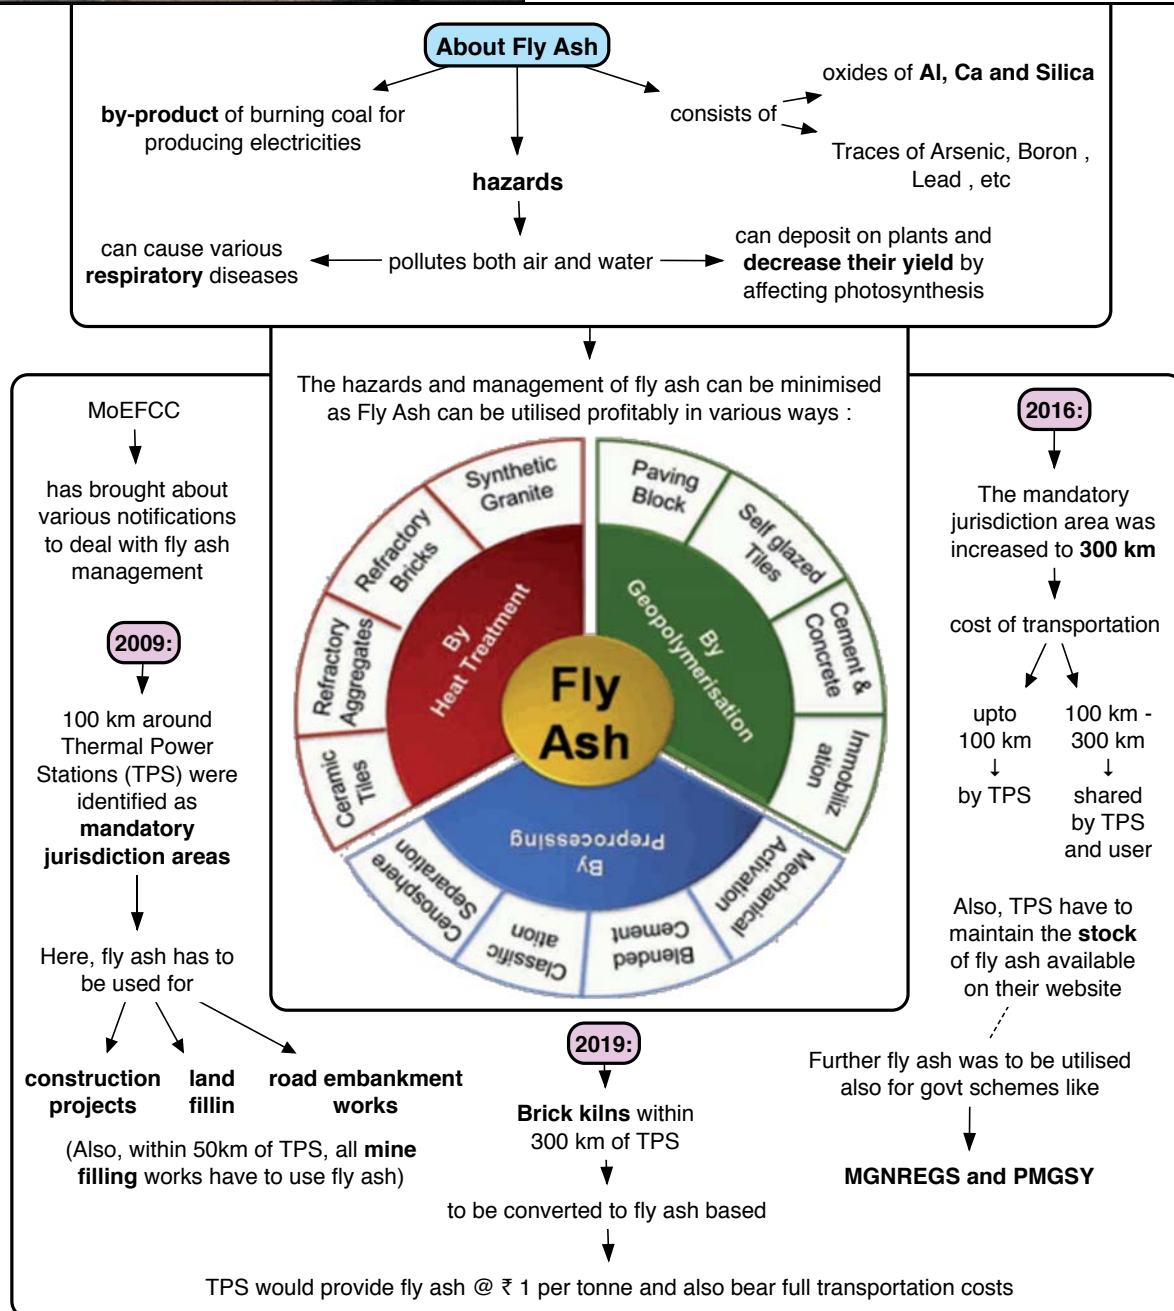 About Fly Ash
by-product of burning coal for
producing electricities
hazards
consists of
oxides of Al, Ca and Silica
Traces of Arsenic, Boron ,
Lead , etc
can cause various
respiratory diseases
pollutes both air and water
can deposit on plants and
decrease their yield by
affecting photosynthesis
The hazards and management of fly ash can be minimised
as Fly Ash can be utilised profitably in various ways :
MoEFCC
has brought about
various notifications
to deal with fly ash
management
2009:
100 km around
Thermal Power
Stations (TPS) were
identified as
mandatory
jurisdiction areas
Here, fly ash has to
be used for
construction
projects
land
fillin
road embankment
works
(Also, within 50km of TPS, all mine
filling works have to use fly ash)
Fly
Ash
By
Heat Treatment
Ceramic
Tiles
Refractory
Aggregates
Refractory
Bricks
Synthetic
Granite
By
Geopolymerisation
Paving
Block
Self glazed
Tiles
Cement &
Concrete
Immobiliz
ation
By
Preprocessing
Mechanical
Activation
Blended
Cement
Classific
ation
Cenosphere
Separation
2016:
The mandatory
jurisdiction area was
increased to 300 km
cost of transportation
upto
100 km
by TPS
100 km -
300 km
shared
by TPS
and user
Also, TPS have to
maintain the stock
of fly ash available
on their website
Further fly ash was to be utilised
also for govt schemes like
MGNREGS and PMGSY
2019:
Brick kilns within
300 km of TPS
to be converted to fly ash based
TPS would provide fly ash @ ₹ 1 per tonne and also bear full transportation costs